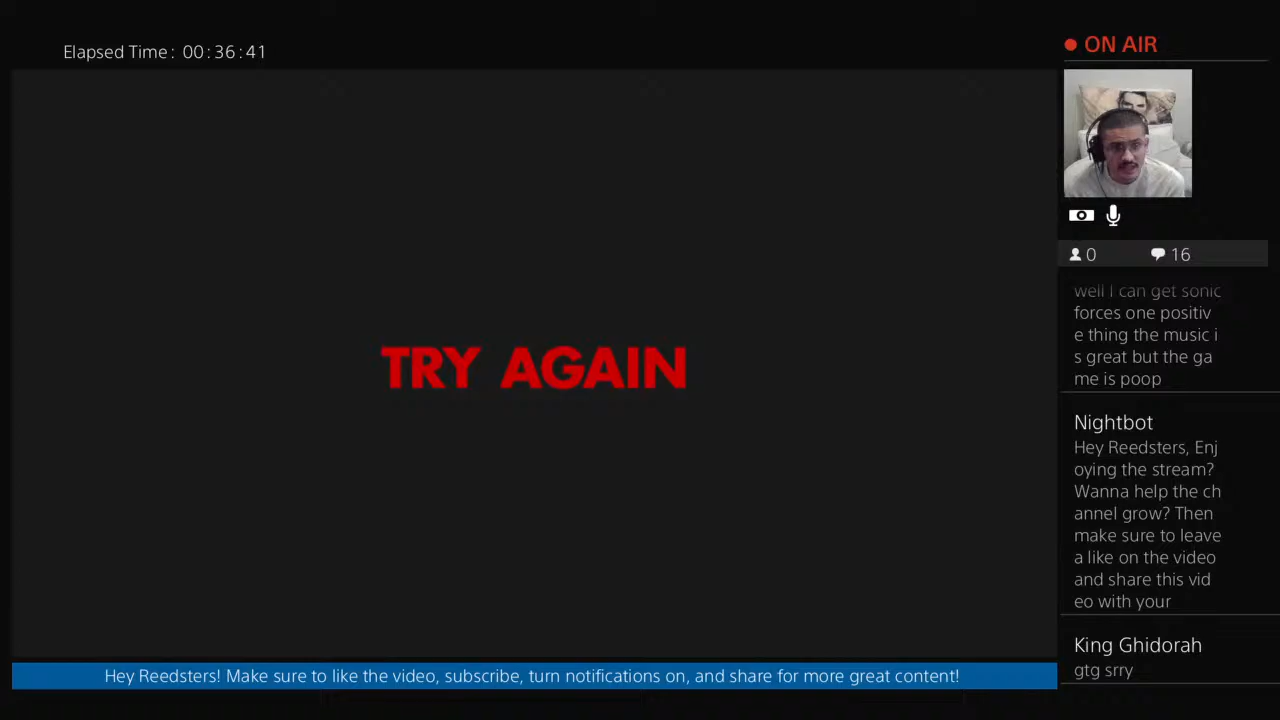 Elapsed Time: 00:36:41
ON AIR
0
16
well I can get sonic
forces one positiv
e thing the music i
s great but the ga
me is poop
TRY AGAIN
Nightbot
Hey Reedsters, Enj
oying the stream?
Wanna help the ch
annel grow? Then
make sure to leave
a like on the video
and share this vid
eo with your
King Ghidorah
gtg srry
Hey Reedsters! Make sure to like the video, subscribe, turn notifications on, and share for more great content!